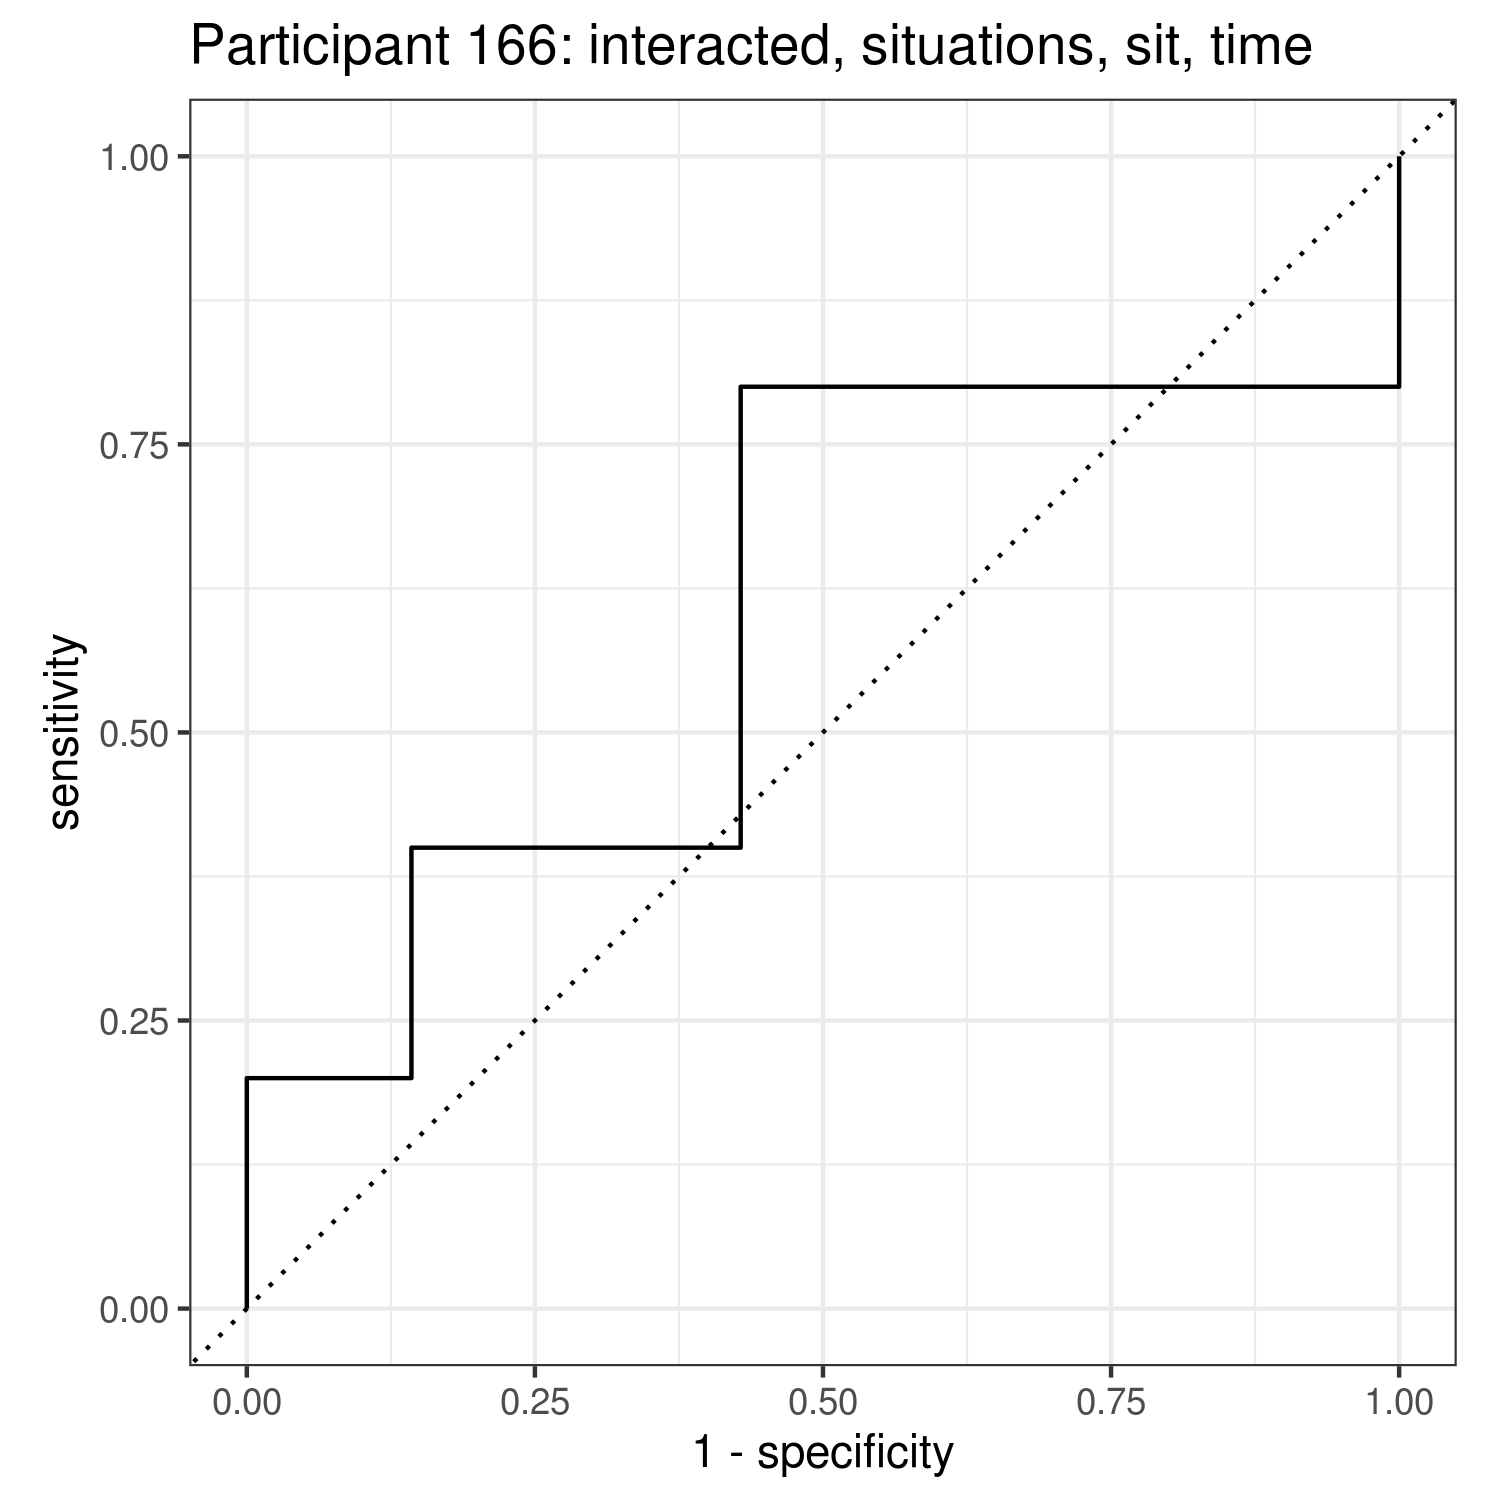 Participant 166: interacted, situations, sit, time
1.00
0.75
0.50
0.25
0.00
sensitivity
0.00 0.25 0.50 0.75 1.00
1 - specificity